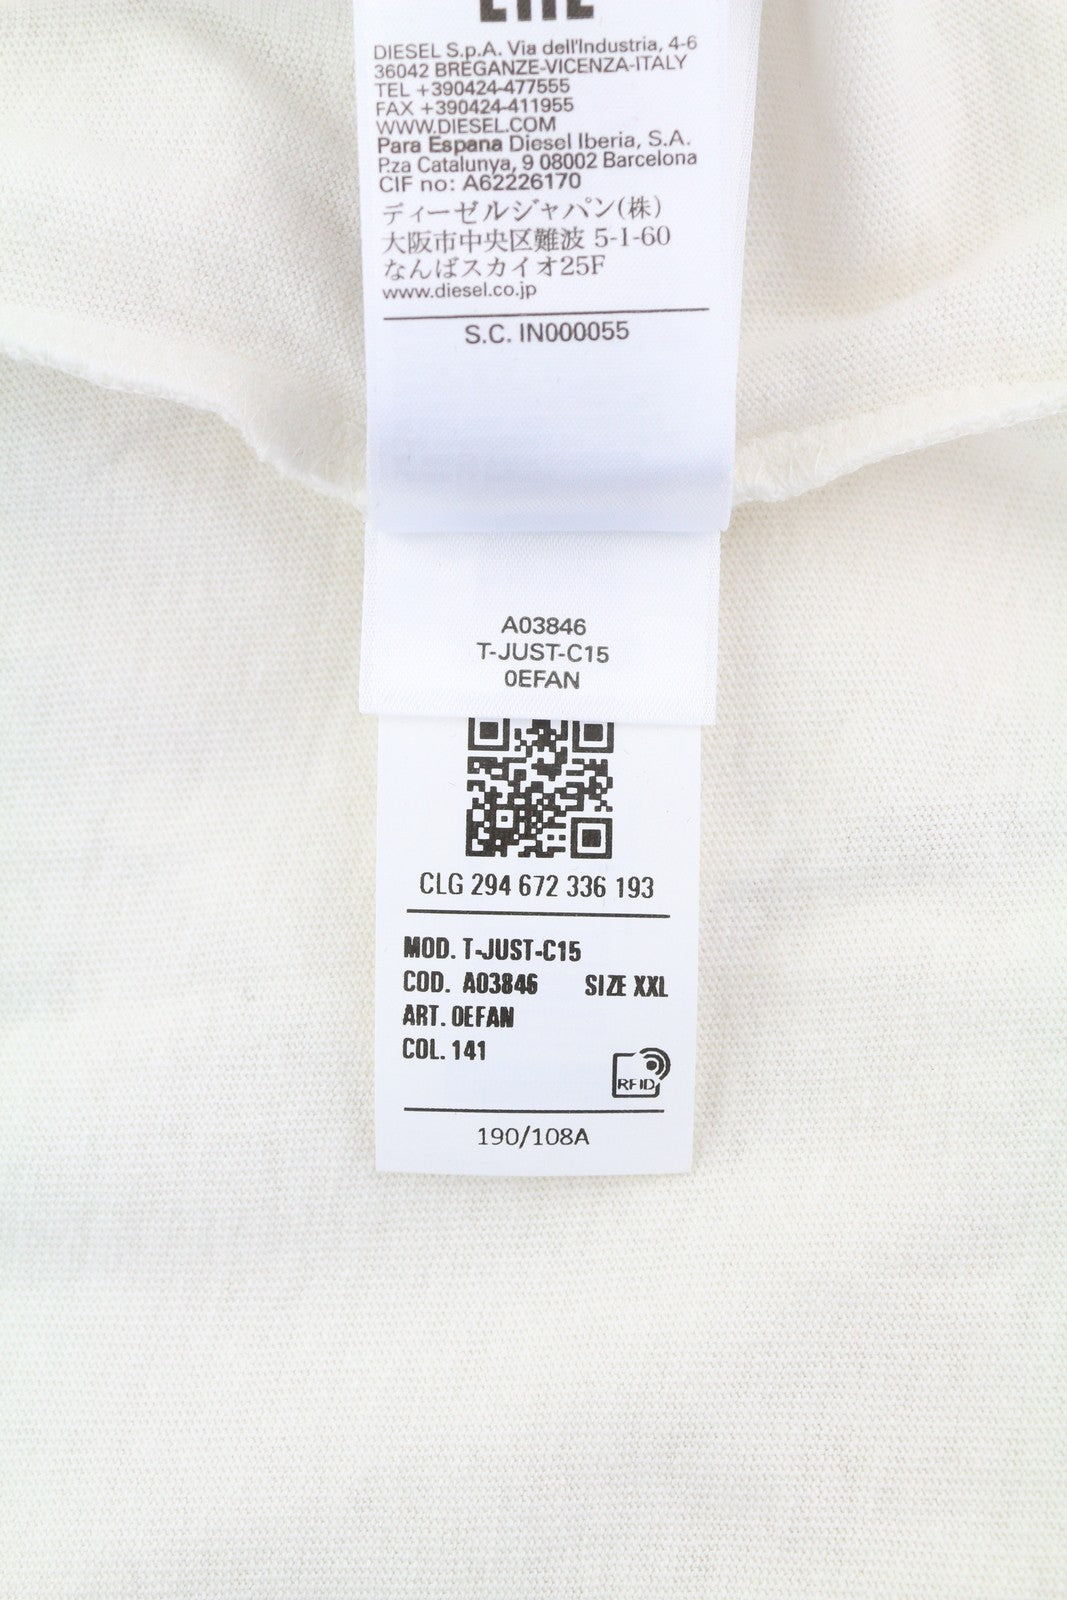 DIESEL S.p.A. Via dell'Industria, 4-6
36042 BREGANZE-VICENZA-ITALY
TEL +390424-477555
FAX +390424-411955
WWW.DIESEL.COM
Para Espana Diesel Iberia, S.A.
P.za Catalunya, 9 08002 Barcelona
CIF no: A62226170
ディーゼルジャパン(株)
大阪市中央区難波 5-1-60
なんばスカイオ25F
www.diesel.co.jp
S.C. IN000055
A03846
T-JUST-C15
0EFAN
CLG 294 672 336 193
MOD. T-JUST-C15
COD. A03846 SIZE XXL
ART. 0EFAN
COL. 141
RFID
190/108A